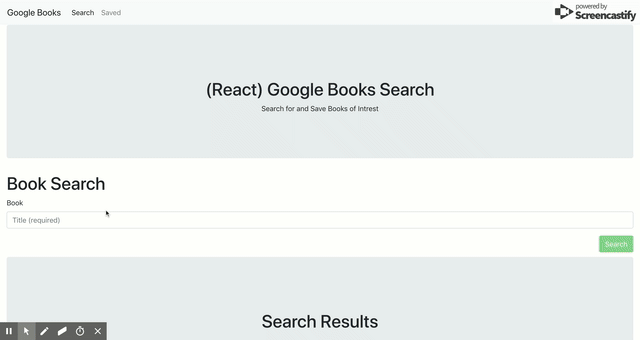 Google Books Search Saved
powered by
Screencastify
(React) Google Books Search
Search for and Save Books of Intrest
Book Search
Book
Title (required)
Search
Search Results